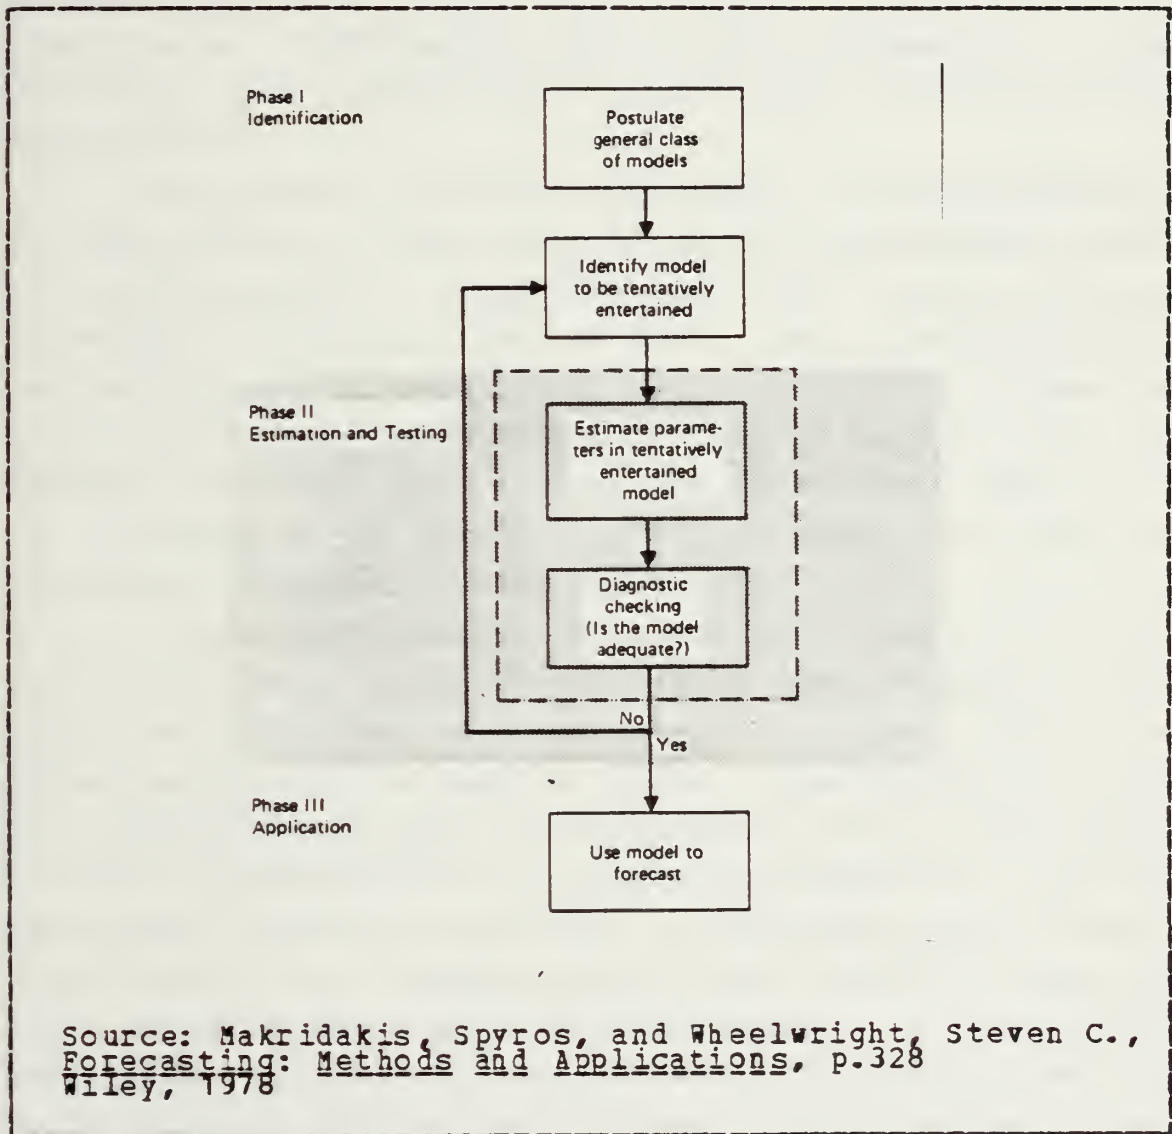 Phase I
Identification
Postulate
general class
of models
Identify model
to be tentatively
entertained
Phase II
Estimation and Testing
Estimate parame-
ters in tentatively
entertained
model
Diagnostic
checking
(Is the model
adequate?)
No
Yes
Phase III
Application
Use model to
forecast
Source: Makridakis, Spyros, and Wheelwright, Steven C.,
Forecasting: Methods and Applications, p.328
Wiley, 1978